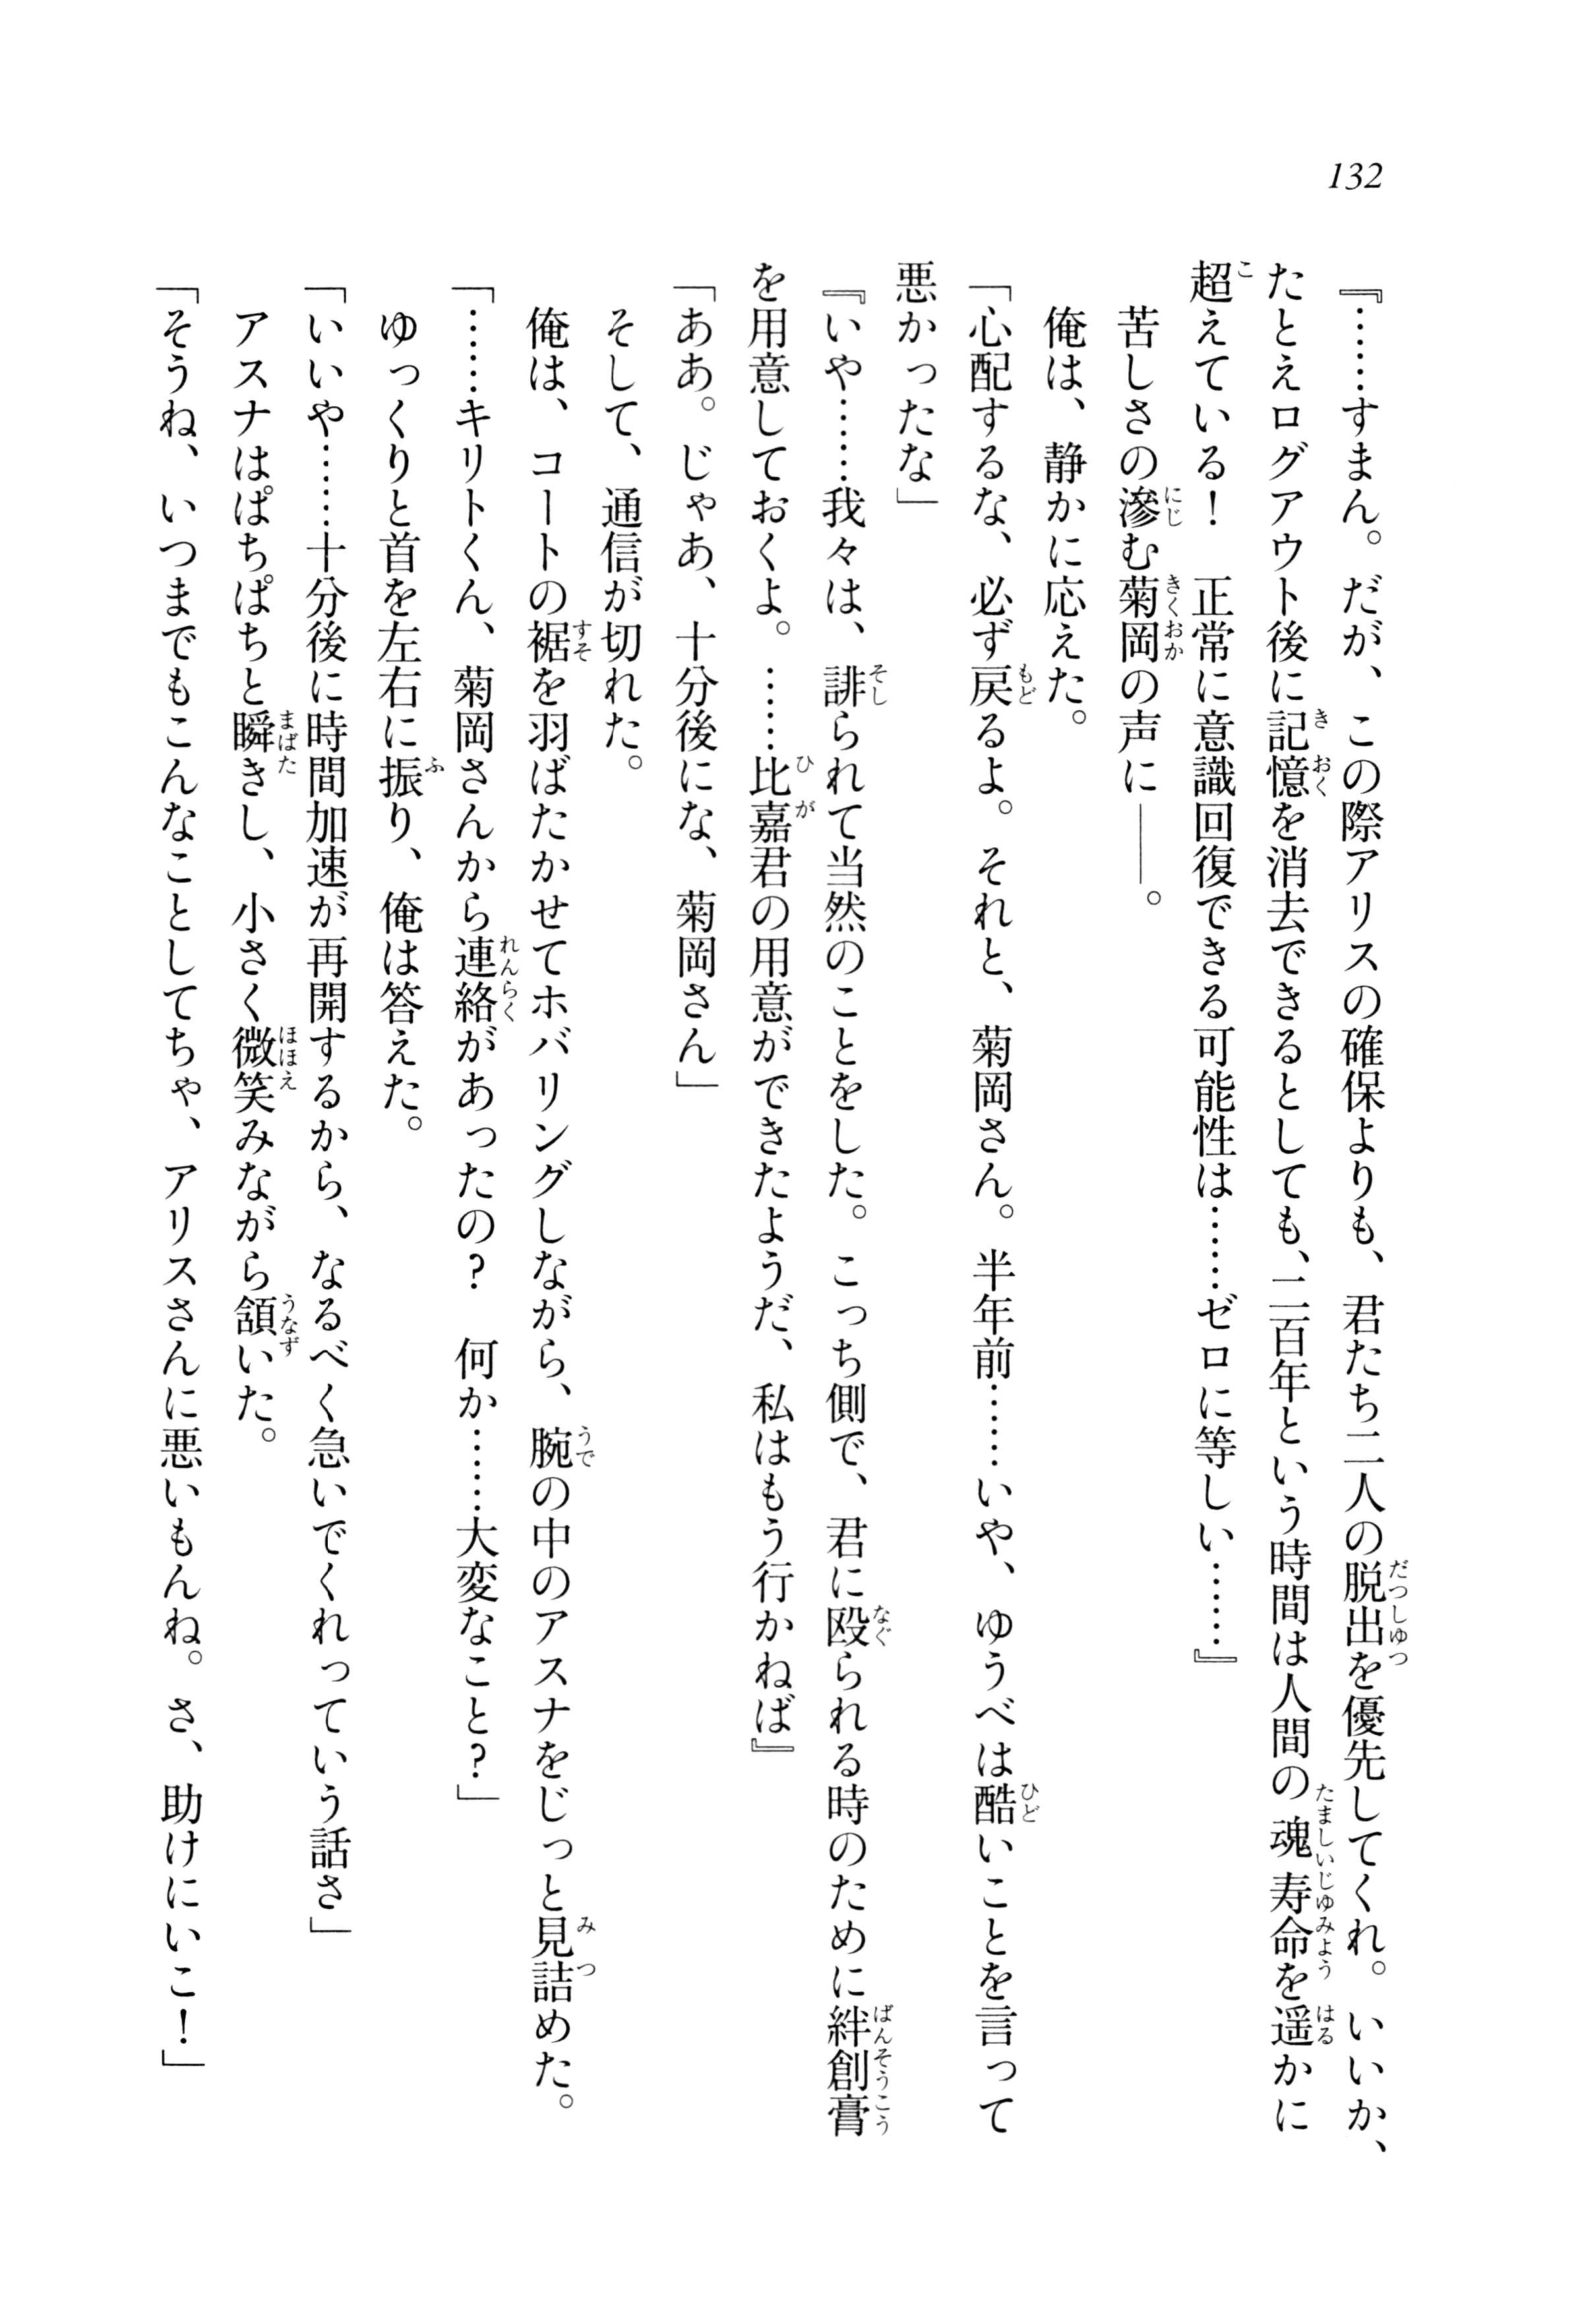 132
『……すまん。だが、この際アリスの確保よりも、君たち二人の脱出を優先してくれ。いいか、
たとえログアウト後に記憶を消去できるとしても、二百年という時間は人間の魂寿命を遥かに
超えている！　正常に意識回復できる可能性は……ゼロに等しい……』
苦しさの滲む菊岡の声に――。
俺は、静かに応えた。
「心配するな、必ず戻るよ。それと、菊岡さん。半年前……いや、ゆうべは酷いことを言って
悪かったな」
『いや……我々は、誹られて当然のことをした。こっち側で、君に殴られる時のために絆創膏
を用意しておくよ。……比嘉君の用意ができたようだ、私はもう行かねば』
「ああ。じゃあ、十分後にな、菊岡さん」
そして、通信が切れた。
俺は、コートの裾を羽ばたかせてホバリングしながら、腕の中のアスナをじっと見詰めた。
「……キリトくん、菊岡さんから連絡があったの？　何か……大変なこと？」
ゆっくりと首を左右に振り、俺は答えた。
「いいや……十分後に時間加速が再開するから、なるべく急いでくれっていう話さ」
アスナはぱちぱちと瞬きし、小さく微笑みながら頷いた。
「そうね、いつまでもこんなことしてちゃ、アリスさんに悪いもんね。さ、助けにいこ！」